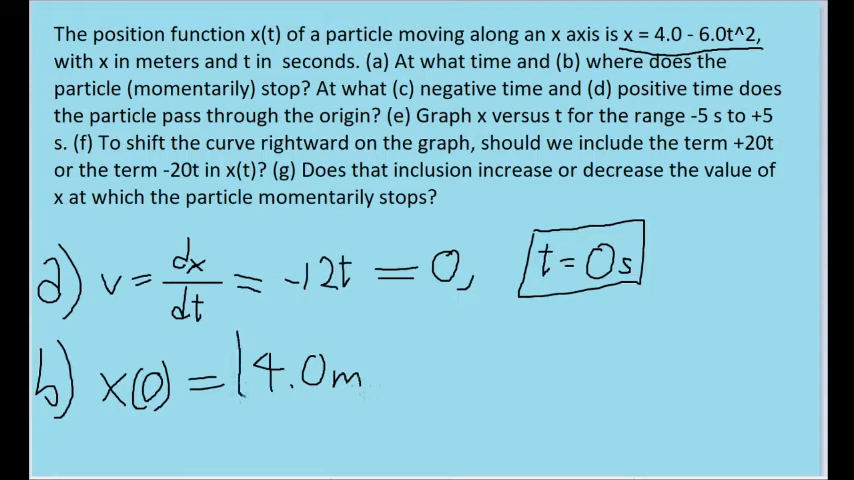 The position function x(t) of a particle moving along an x axis is x = 4.0 - 6.0t^2,
with x in meters and t in seconds. (a) At what time and (b) where does the
particle (momentarily) stop? At what (c) negative time and (d) positive time does
the particle pass through the origin? (e) Graph x versus t for the range -5 s to +5
s. (f) To shift the curve rightward on the graph, should we include the term +20t
or the term -20t in x(t)? (g) Does that inclusion increase or decrease the value of
x at which the particle momentarily stops?
a) v = dx/dt = -12t = 0, t = 0s
b) x(0) = 4.0m